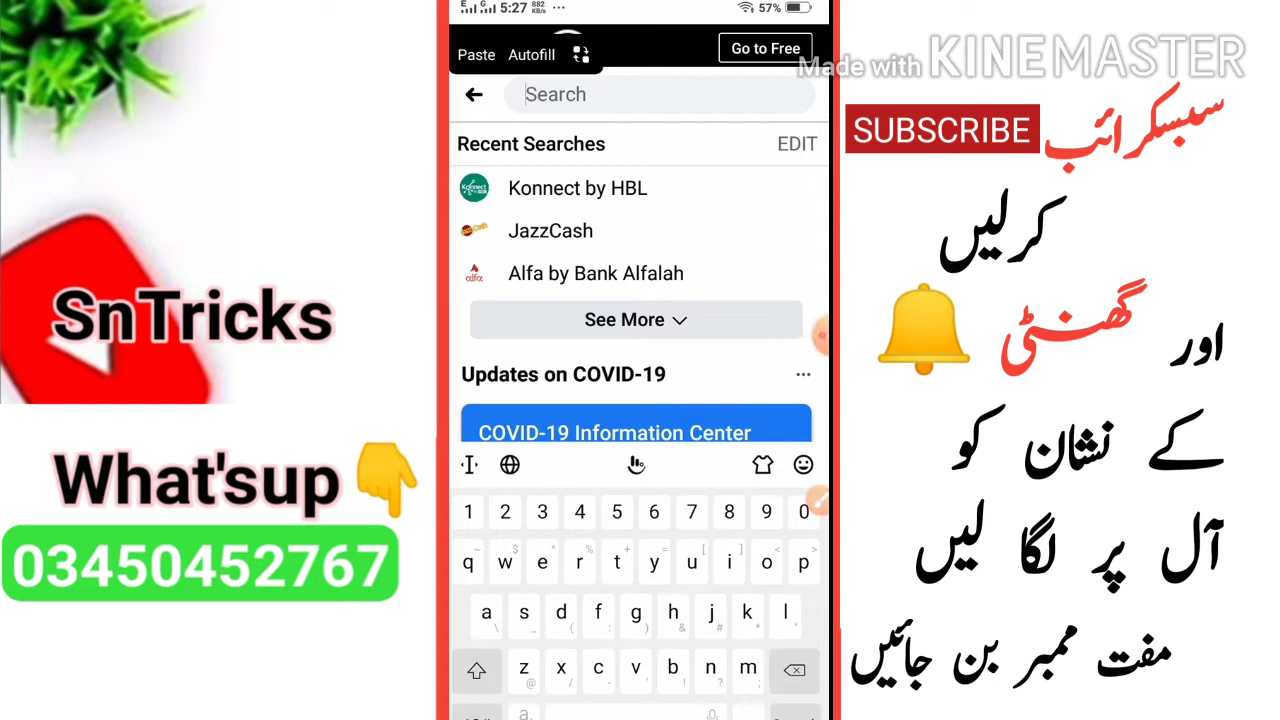 SnTricks
What'sup
03450452767
5:27 882 KB/s ... 57%
Paste Autofill
Go to Free
Search
Recent Searches EDIT
Konnect by HBL
JazzCash
Alfa by Bank Alfalah
See More
Updates on COVID-19 ...
COVID-19 Information Center
1 2 3 4 5 6 7 8 9 0
q w e r t y u i o p
a s d f g h j k l
z x c v b n m
Made with KINEMASTER
SUBSCRIBE سبسکرائب
کرلیں
اور گھنٹی
کے نشان کو
آل پر لگا لیں
مفت ممبر بن جائیں